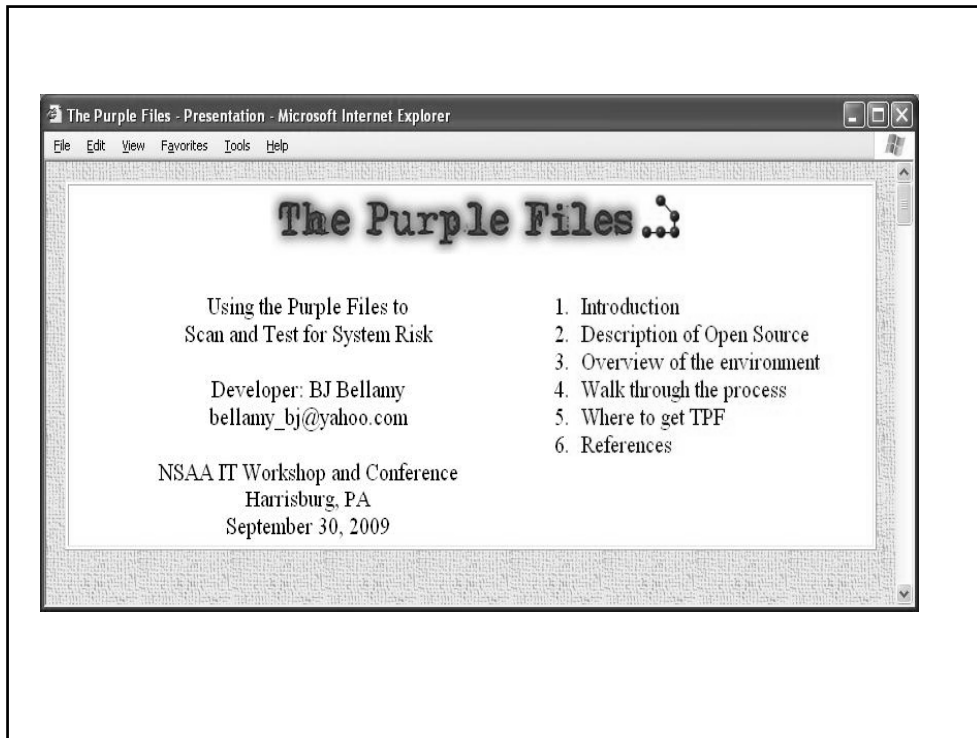 The Purple Files - Presentation - Microsoft Internet Explorer
File Edit View Favorites Tools Help
The Purple Files
Using the Purple Files to
Scan and Test for System Risk
Developer: BJ Bellamy
bellamy_bj@yahoo.com
NSAA IT Workshop and Conference
Harrisburg, PA
September 30, 2009
1. Introduction
2. Description of Open Source
3. Overview of the environment
4. Walk through the process
5. Where to get TPF
6. References